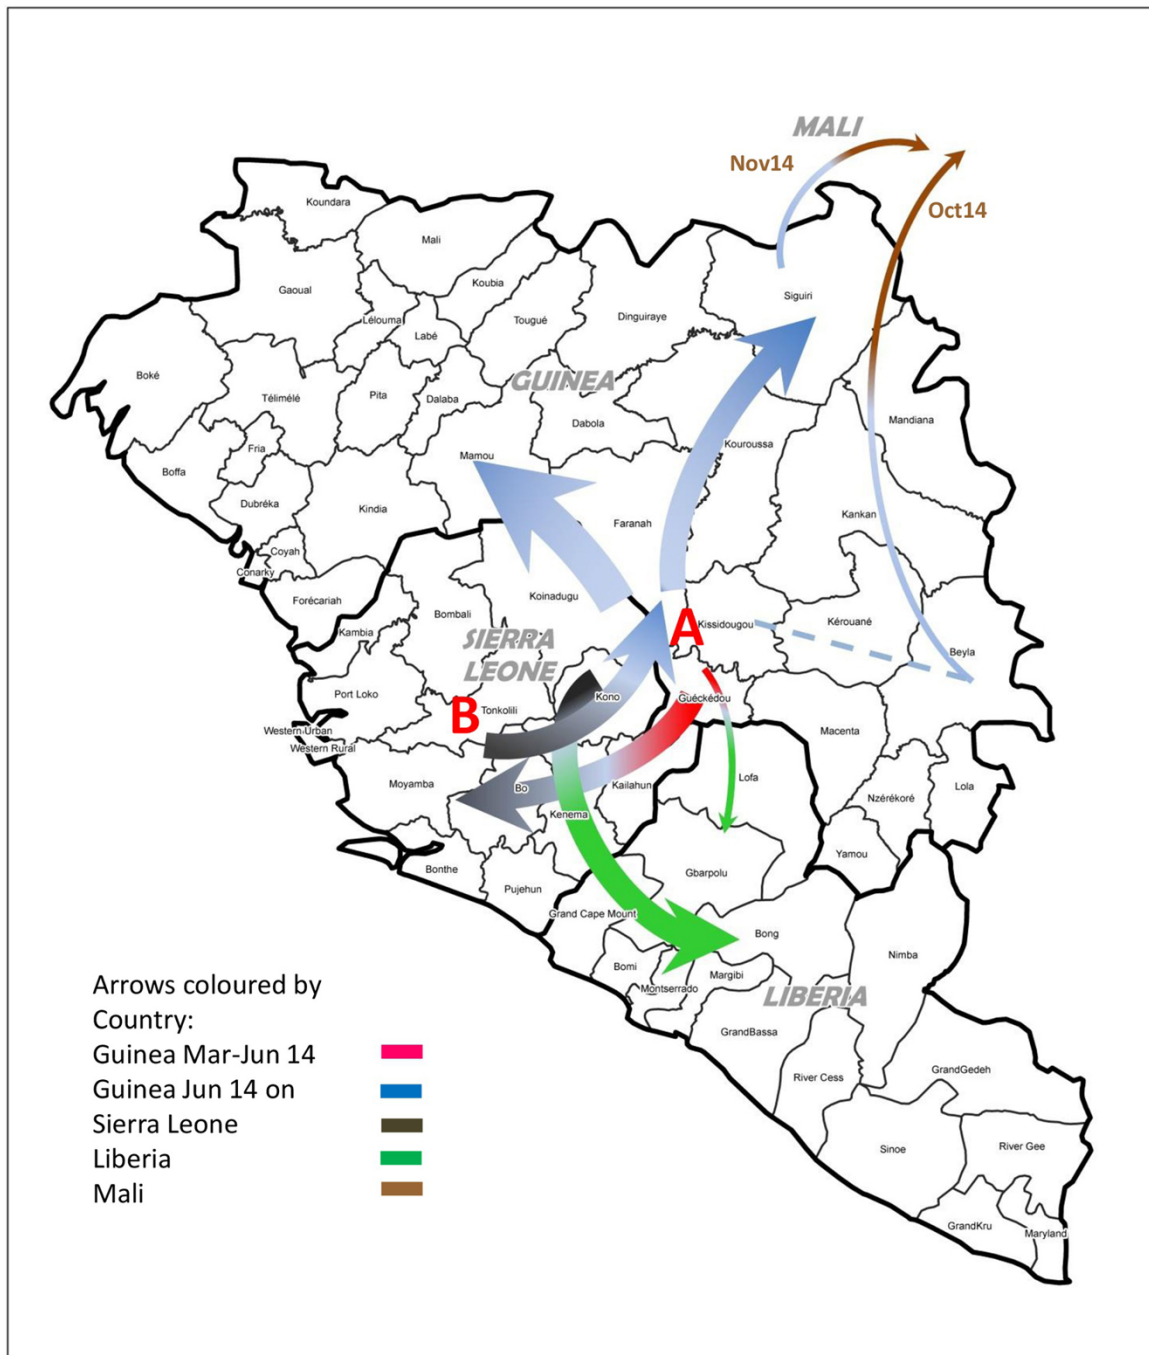 MALI
Nov14
Oct14
Koundara
Mali
Koubia
Gaoual
Siguiri
Lélouma
Tougué
Dinguiraye
Labé
Boké
GUINEA
Télimélé
Pita
Dalaba
Mandiana
Dabola
Kouroussa
Fria
Mamou
Boffa
Dubréka
Kindia
Faranah
Kankan
Coyah
Conarky
Forécariah
Koinadugu
Bombali
A
Kissidougou
Kérouané
Kambia
SIERRA
LEONE
Beyla
Port Loko
Kono
Guéckédou
B
Tonkolili
Western Urban
Western Rural
Macenta
Moyamba
Bo
Kailahun
Lofa
Lola
Nzérékoré
Kenema
Yamou
Bonthe
Pujehun
Gbarpolu
Grand Cape Mount
Bong
Nimba
Bomi
Margibi
Montserrado
LIBERIA
GrandBassa
River Cess
GrandGedeh
Sinoe
River Gee
GrandKru
Maryland
Arrows coloured by
Country:
Guinea Mar-Jun 14
Guinea Jun 14 on
Sierra Leone
Liberia
Mali